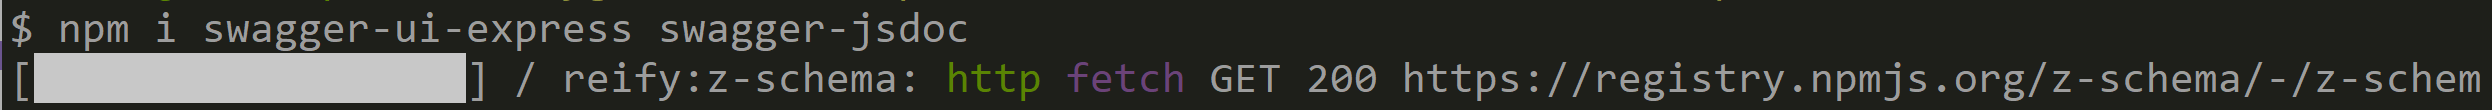 $ npm i swagger-ui-express swagger-jsdoc
[                  ] / reify:z-schema: http fetch GET 200 https://registry.npmjs.org/z-schema/-/z-schem